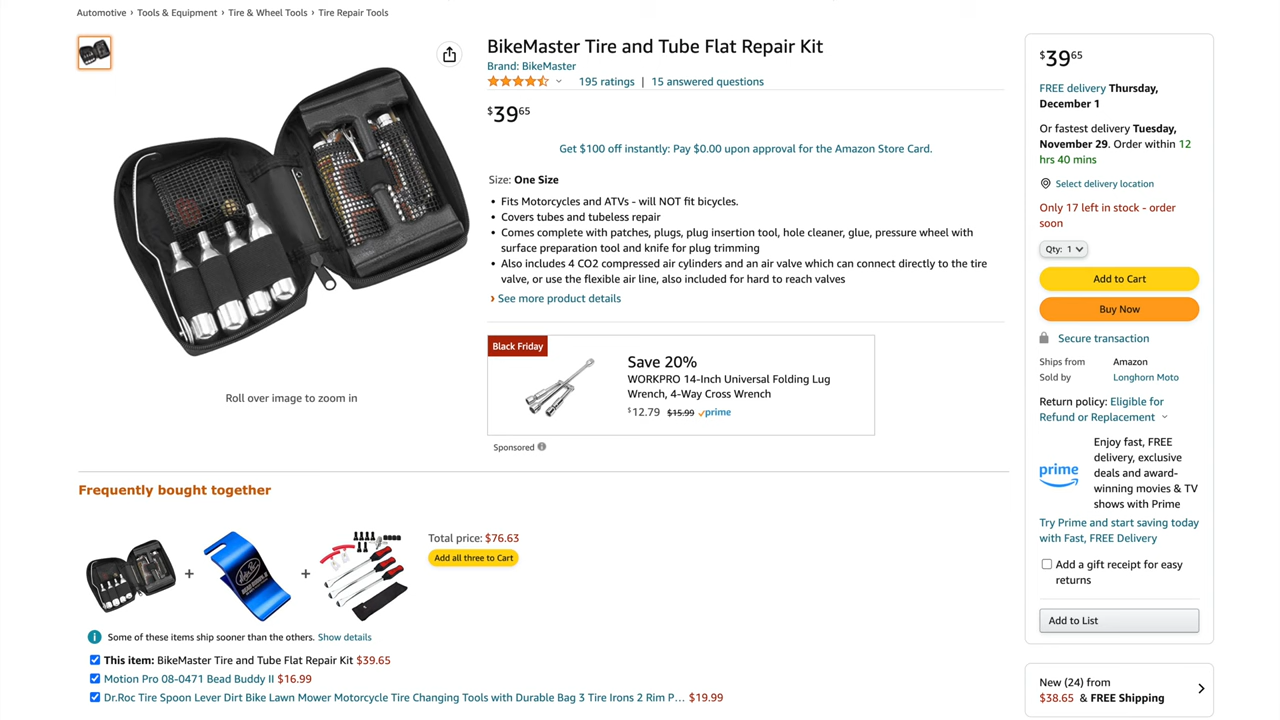 Automotive › Tools & Equipment › Tire & Wheel Tools › Tire Repair Tools
BikeMaster Tire and Tube Flat Repair Kit
Brand: BikeMaster
195 ratings | 15 answered questions
$39.65
Get $100 off instantly: Pay $0.00 upon approval for the Amazon Store Card.
Size: One Size
• Fits Motorcycles and ATVs - will NOT fit bicycles.
• Covers tubes and tubeless repair
• Comes complete with patches, plugs, plug insertion tool, hole cleaner, glue, pressure wheel with
surface preparation tool and knife for plug trimming
• Also includes 4 CO2 compressed air cylinders and an air valve which can connect directly to the tire
valve, or use the flexible air line, also included for hard to reach valves
› See more product details
Roll over image to zoom in
Black Friday
Save 20%
WORKPRO 14-Inch Universal Folding Lug
Wrench, 4-Way Cross Wrench
$12.79 $15.99 prime
Sponsored
Frequently bought together
+
+
Total price: $76.63
Add all three to Cart
Some of these items ship sooner than the others. Show details
This item: BikeMaster Tire and Tube Flat Repair Kit $39.65
Motion Pro 08-0471 Bead Buddy II $16.99
Dr.Roc Tire Spoon Lever Dirt Bike Lawn Mower Motorcycle Tire Changing Tools with Durable Bag 3 Tire Irons 2 Rim P... $19.99
$39.65
FREE delivery Thursday,
December 1
Or fastest delivery Tuesday,
November 29. Order within 12
hrs 40 mins
Select delivery location
Only 17 left in stock - order
soon
Qty: 1
Add to Cart
Buy Now
Secure transaction
Ships from Amazon
Sold by Longhorn Moto
Return policy: Eligible for
Refund or Replacement
prime
Enjoy fast, FREE
delivery, exclusive
deals and award-
winning movies & TV
shows with Prime
Try Prime and start saving today
with Fast, FREE Delivery
Add a gift receipt for easy
returns
Add to List
New (24) from
$38.65 & FREE Shipping